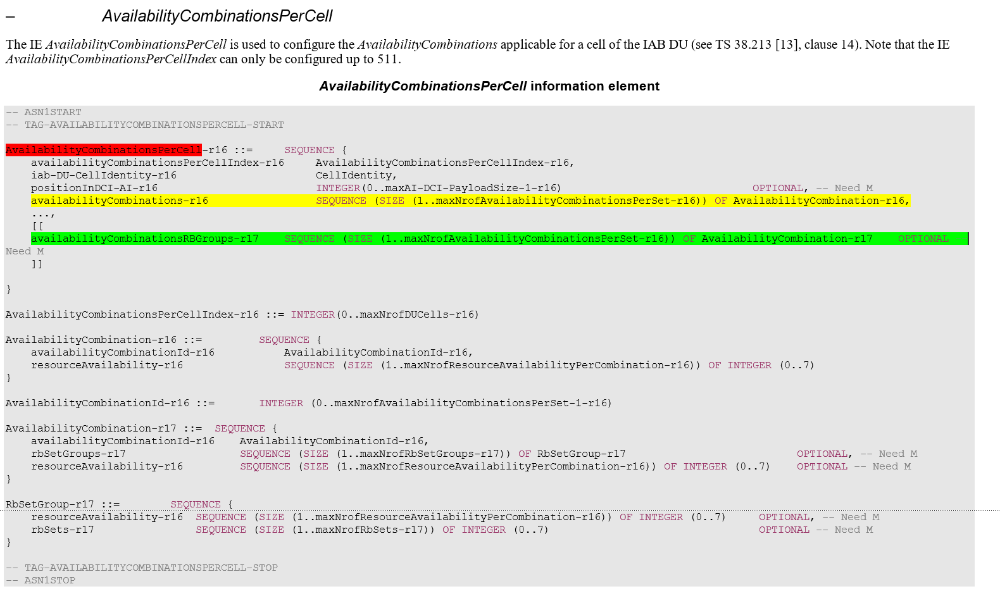 – AvailabilityCombinationsPerCell
The IE AvailabilityCombinationsPerCell is used to configure the AvailabilityCombinations applicable for a cell of the IAB DU (see TS 38.213 [13], clause 14). Note that the IE
AvailabilityCombinationsPerCellIndex can only be configured up to 511.
AvailabilityCombinationsPerCell information element
-- ASN1START
-- TAG-AVAILABILITYCOMBINATIONSPERCELL-START
AvailabilityCombinationsPerCell-r16 ::= SEQUENCE {
availabilityCombinationsPerCellIndex-r16 AvailabilityCombinationsPerCellIndex-r16,
iab-DU-CellIdentity-r16 CellIdentity,
positionInDCI-AI-r16 INTEGER(0..maxAI-DCI-PayloadSize-1-r16) OPTIONAL, -- Need M
availabilityCombinations-r16 SEQUENCE (SIZE (1..maxNrofAvailabilityCombinationsPerSet-r16)) OF AvailabilityCombination-r16,
...,
[[
availabilityCombinationsRBGroups-r17 SEQUENCE (SIZE (1..maxNrofAvailabilityCombinationsPerSet-r16)) OF AvailabilityCombination-r17 OPTIONAL --
Need M
]]
}
AvailabilityCombinationsPerCellIndex-r16 ::= INTEGER(0..maxNrofDUCells-r16)
AvailabilityCombination-r16 ::= SEQUENCE {
availabilityCombinationId-r16 AvailabilityCombinationId-r16,
resourceAvailability-r16 SEQUENCE (SIZE (1..maxNrofResourceAvailabilityPerCombination-r16)) OF INTEGER (0..7)
}
AvailabilityCombinationId-r16 ::= INTEGER (0..maxNrofAvailabilityCombinationsPerSet-1-r16)
AvailabilityCombination-r17 ::= SEQUENCE {
availabilityCombinationId-r16 AvailabilityCombinationId-r16,
rbSetGroups-r17 SEQUENCE (SIZE (1..maxNrofRbSetGroups-r17)) OF RbSetGroup-r17 OPTIONAL, -- Need M
resourceAvailability-r16 SEQUENCE (SIZE (1..maxNrofResourceAvailabilityPerCombination-r16)) OF INTEGER (0..7) OPTIONAL -- Need M
}
RbSetGroup-r17 ::= SEQUENCE {
resourceAvailability-r16 SEQUENCE (SIZE (1..maxNrofResourceAvailabilityPerCombination-r16)) OF INTEGER (0..7) OPTIONAL, -- Need M
rbSets-r17 SEQUENCE (SIZE (1..maxNrofRbSets-r17)) OF INTEGER (0..7) OPTIONAL -- Need M
}
-- TAG-AVAILABILITYCOMBINATIONSPERCELL-STOP
-- ASN1STOP